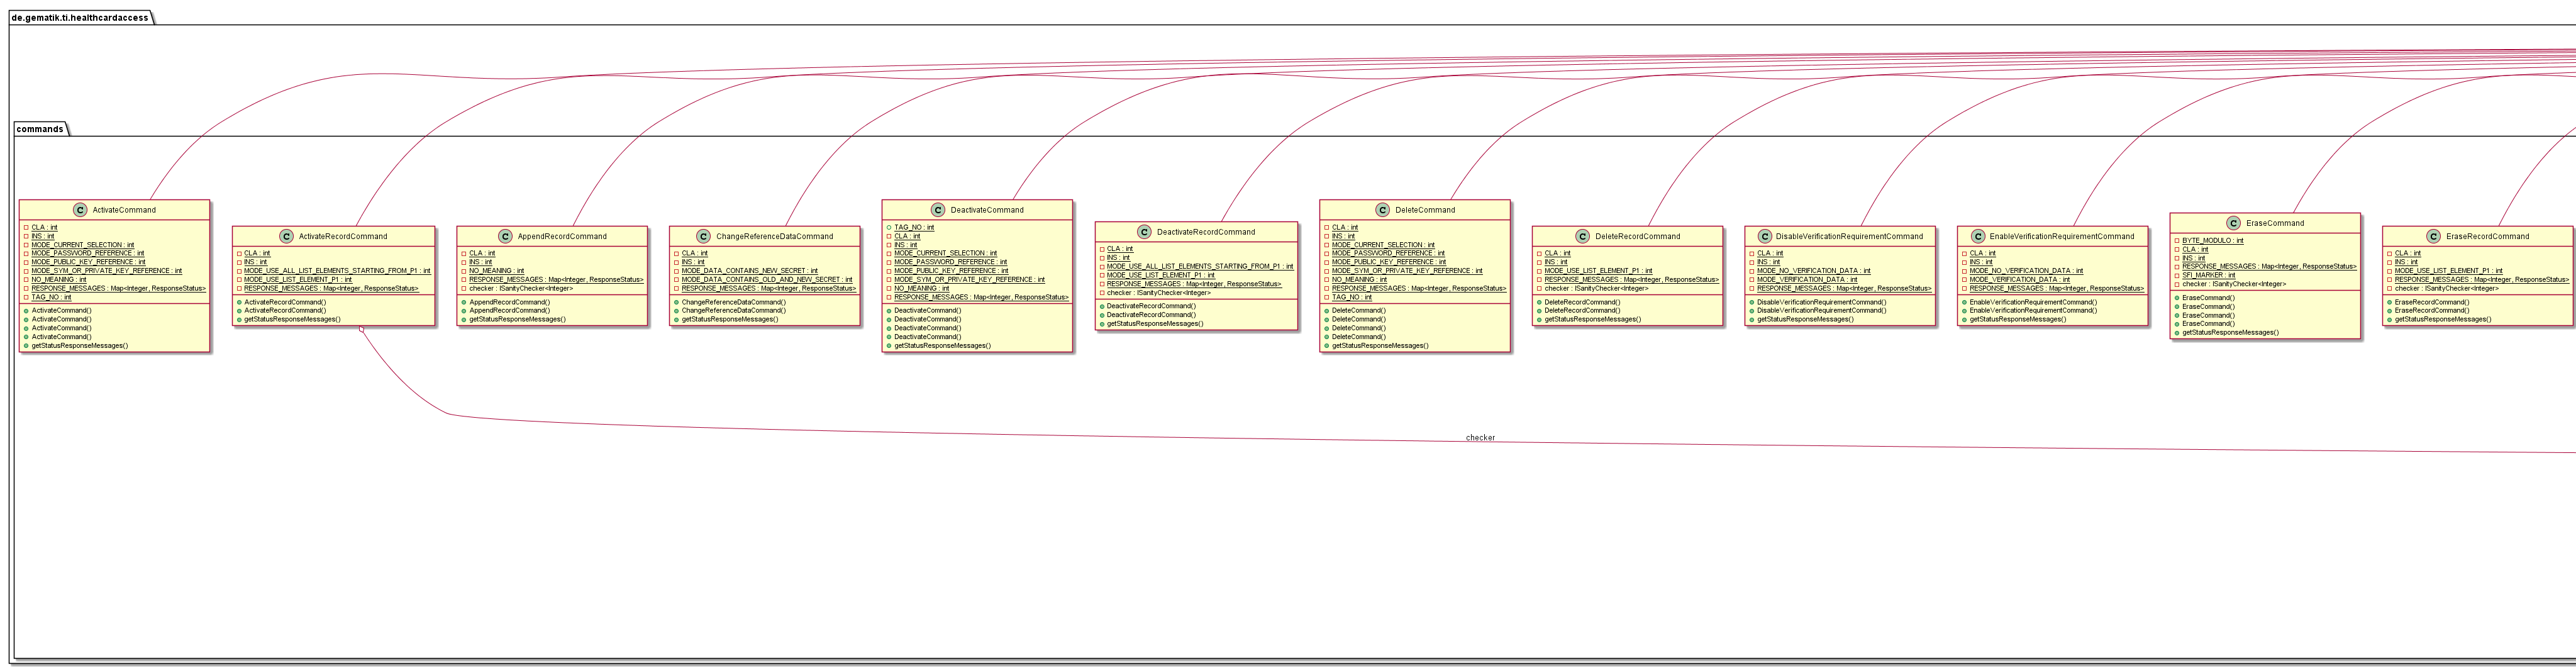 de.gematik.ti.healthcardaccess
commands
C ActivateCommand
CLA : int
INS : int
MODE_CURRENT_SELECTION : int
MODE_PASSWORD_REFERENCE : int
MODE_PUBLIC_KEY_REFERENCE : int
MODE_SYM_OR_PRIVATE_KEY_REFERENCE : int
NO_MEANING : int
RESPONSE_MESSAGES : Map<Integer, ResponseStatus>
TAG_NO : int
ActivateCommand()
ActivateCommand()
ActivateCommand()
ActivateCommand()
getStatusResponseMessages()
C ActivateRecordCommand
CLA : int
INS : int
MODE_USE_ALL_LIST_ELEMENTS_STARTING_FROM_P1 : int
MODE_USE_LIST_ELEMENT_P1 : int
RESPONSE_MESSAGES : Map<Integer, ResponseStatus>
ActivateRecordCommand()
ActivateRecordCommand()
getStatusResponseMessages()
C AppendRecordCommand
CLA : int
INS : int
NO_MEANING : int
RESPONSE_MESSAGES : Map<Integer, ResponseStatus>
checker : ISanityChecker<Integer>
AppendRecordCommand()
AppendRecordCommand()
getStatusResponseMessages()
C ChangeReferenceDataCommand
CLA : int
INS : int
MODE_DATA_CONTAINS_NEW_SECRET : int
MODE_DATA_CONTAINS_OLD_AND_NEW_SECRET : int
RESPONSE_MESSAGES : Map<Integer, ResponseStatus>
ChangeReferenceDataCommand()
ChangeReferenceDataCommand()
getStatusResponseMessages()
C DeactivateCommand
TAG_NO : int
CLA : int
INS : int
MODE_CURRENT_SELECTION : int
MODE_PASSWORD_REFERENCE : int
MODE_PUBLIC_KEY_REFERENCE : int
MODE_SYM_OR_PRIVATE_KEY_REFERENCE : int
NO_MEANING : int
RESPONSE_MESSAGES : Map<Integer, ResponseStatus>
DeactivateCommand()
DeactivateCommand()
DeactivateCommand()
DeactivateCommand()
getStatusResponseMessages()
C DeactivateRecordCommand
CLA : int
INS : int
MODE_USE_ALL_LIST_ELEMENTS_STARTING_FROM_P1 : int
MODE_USE_LIST_ELEMENT_P1 : int
RESPONSE_MESSAGES : Map<Integer, ResponseStatus>
checker : ISanityChecker<Integer>
DeactivateRecordCommand()
DeactivateRecordCommand()
getStatusResponseMessages()
C DeleteCommand
CLA : int
INS : int
MODE_CURRENT_SELECTION : int
MODE_PASSWORD_REFERENCE : int
MODE_PUBLIC_KEY_REFERENCE : int
MODE_SYM_OR_PRIVATE_KEY_REFERENCE : int
NO_MEANING : int
RESPONSE_MESSAGES : Map<Integer, ResponseStatus>
TAG_NO : int
DeleteCommand()
DeleteCommand()
DeleteCommand()
DeleteCommand()
getStatusResponseMessages()
C DeleteRecordCommand
CLA : int
INS : int
MODE_USE_LIST_ELEMENT_P1 : int
RESPONSE_MESSAGES : Map<Integer, ResponseStatus>
checker : ISanityChecker<Integer>
DeleteRecordCommand()
DeleteRecordCommand()
getStatusResponseMessages()
C DisableVerificationRequirementCommand
CLA : int
INS : int
MODE_NO_VERIFICATION_DATA : int
MODE_VERIFICATION_DATA : int
RESPONSE_MESSAGES : Map<Integer, ResponseStatus>
DisableVerificationRequirementCommand()
DisableVerificationRequirementCommand()
getStatusResponseMessages()
C EnableVerificationRequirementCommand
CLA : int
INS : int
MODE_NO_VERIFICATION_DATA : int
MODE_VERIFICATION_DATA : int
RESPONSE_MESSAGES : Map<Integer, ResponseStatus>
EnableVerificationRequirementCommand()
EnableVerificationRequirementCommand()
getStatusResponseMessages()
C EraseCommand
BYTE_MODULO : int
CLA : int
INS : int
RESPONSE_MESSAGES : Map<Integer, ResponseStatus>
SFI_MARKER : int
checker : ISanityChecker<Integer>
EraseCommand()
EraseCommand()
EraseCommand()
EraseCommand()
getStatusResponseMessages()
C EraseRecordCommand
CLA : int
INS : int
MODE_USE_LIST_ELEMENT_P1 : int
RESPONSE_MESSAGES : Map<Integer, ResponseStatus>
checker : ISanityChecker<Integer>
EraseRecordCommand()
EraseRecordCommand()
getStatusResponseMessages()
checker